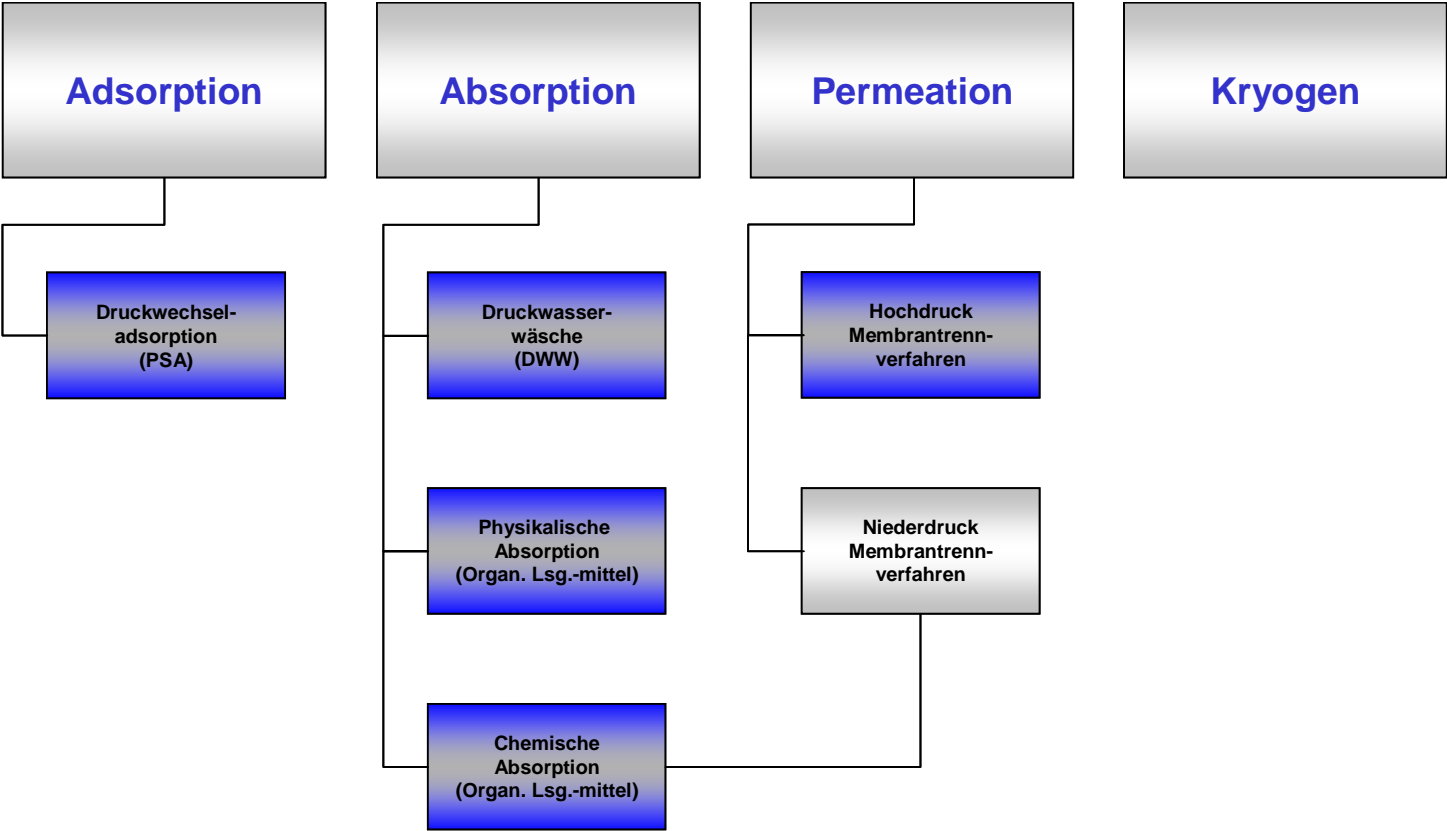 Adsorption
Absorption
Permeation
Kryogen
Druckwechsel-
adsorption
(PSA)
Druckwasser-
wäsche
(DWW)
Hochdruck
Membrantrenn-
verfahren
Physikalische
Absorption
(Organ. Lsg.-mittel)
Niederdruck
Membrantrenn-
verfahren
Chemische
Absorption
(Organ. Lsg.-mittel)